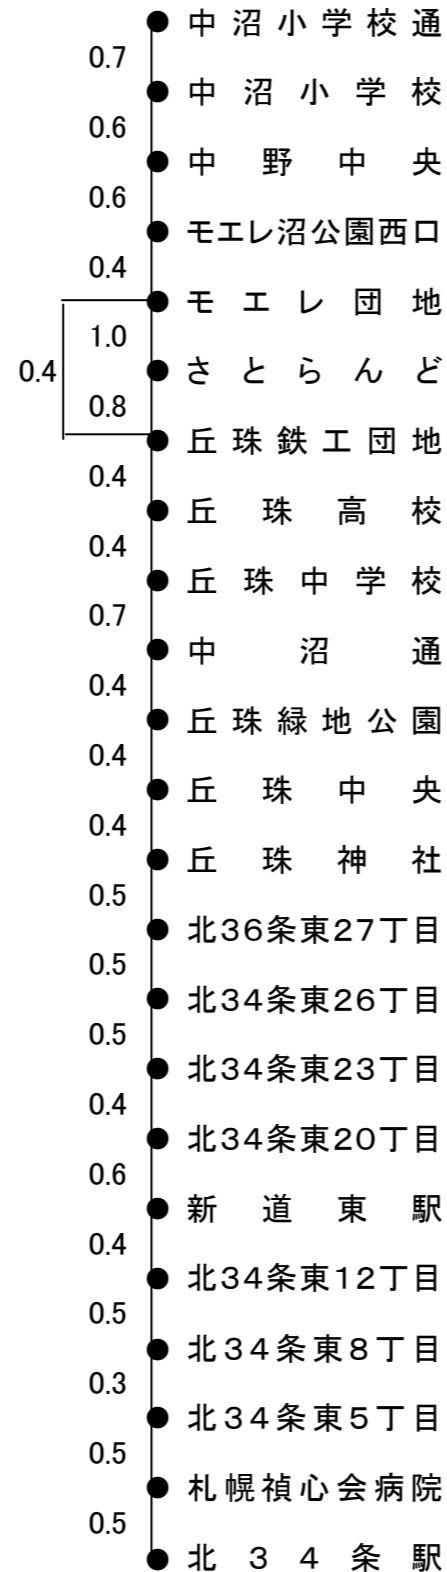 中沼小学校通
0.7
中沼小学校
0.6
中野中央
0.6
モエレ沼公園西口
0.4
モエレ団地
1.0
0.4
さとらんど
0.8
丘珠鉄工団地
0.4
丘珠高校
0.4
丘珠中学校
0.7
中沼通
0.4
丘珠緑地公園
0.4
丘珠中央
0.4
丘珠神社
0.5
北36条東27丁目
0.5
北34条東26丁目
0.5
北34条東23丁目
0.4
北34条東20丁目
0.6
新道東駅
0.4
北34条東12丁目
0.5
北34条東8丁目
0.3
北34条東5丁目
0.5
札幌禎心会病院
0.5
北34条駅